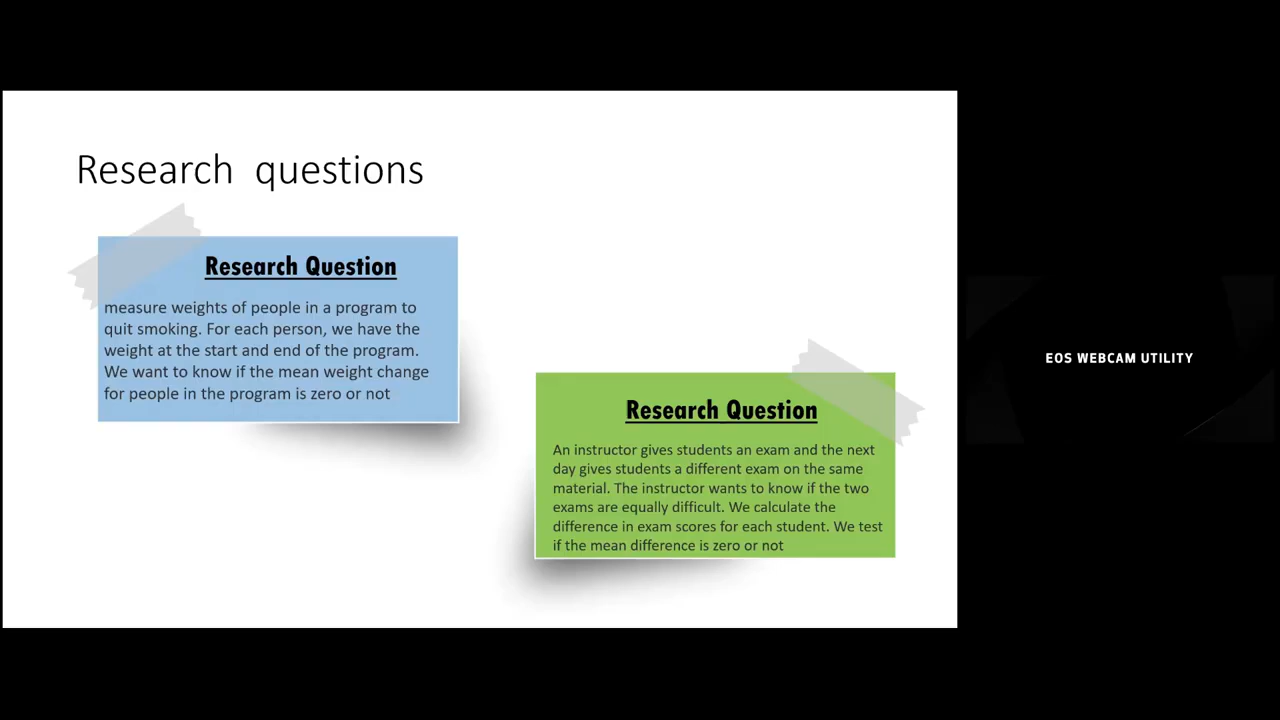 Research questions
Research Question
measure weights of people in a program to
quit smoking. For each person, we have the
weight at the start and end of the program.
We want to know if the mean weight change
for people in the program is zero or not
Research Question
An instructor gives students an exam and the next
day gives students a different exam on the same
material. The instructor wants to know if the two
exams are equally difficult. We calculate the
difference in exam scores for each student. We test
if the mean difference is zero or not
EOS WEBCAM UTILITY